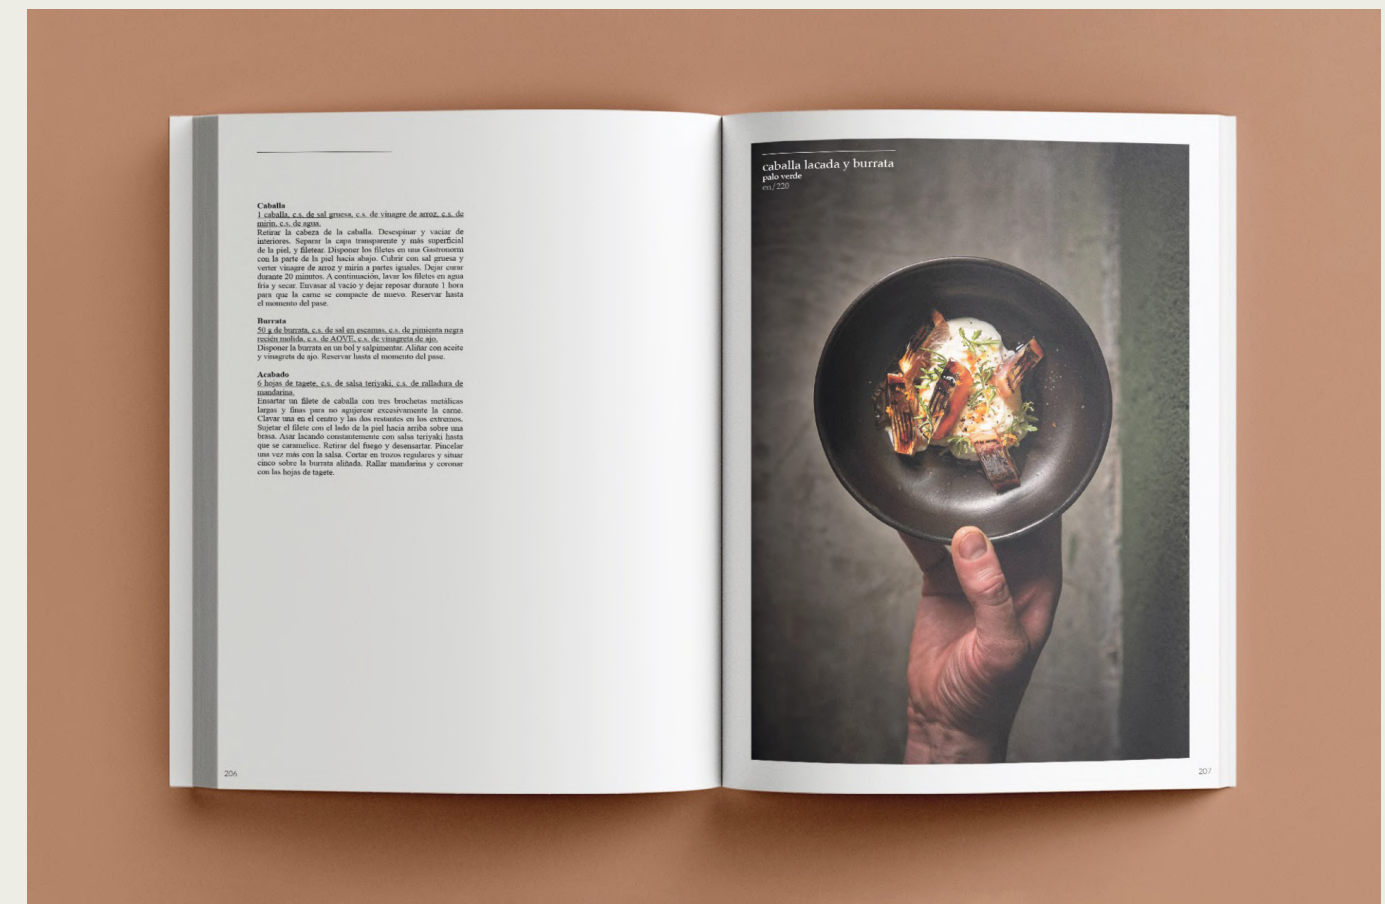 Caballa
1 caballa, c.s. de sal gruesa, c.s. de vinagre de arroz, c.s. de
mirin, c.s. de agua.
Retirar la cabeza de la caballa. Desespinar y vaciar de
interiores. Separar la capa transparente y más superficial
de la piel, y filetear. Disponer los filetes en una Gastronorm
con la parte de la piel hacia abajo. Cubrir con sal gruesa y
verter vinagre de arroz y mirin a partes iguales. Dejar curar
durante 20 minutos. A continuación, lavar los filetes en agua
fría y secar. Envasar al vacío y dejar reposar durante 1 hora
para que la carne se compacte de nuevo. Reservar hasta
el momento del pase.
Burrata
50 g de burrata, c.s. de sal en escamas, c.s. de pimienta negra
recién molida, c.s. de AOVE, c.s. de vinagreta de ajo.
Disponer la burrata en un bol y salpimentar. Aliñar con aceite
y vinagreta de ajo. Reservar hasta el momento del pase.
Acabado
6 hojas de tagete, c.s. de salsa teriyaki, c.s. de ralladura de
mandarina.
Ensartar un filete de caballa con tres brochetas metálicas
largas y finas para no agujerear excesivamente la carne.
Clavar una en el centro y las dos restantes en los extremos.
Sujetar el filete con el lado de la piel hacia arriba sobre una
brasa. Asar lacando constantemente con salsa teriyaki hasta
que se caramelice. Retirar del fuego y desensartar. Pincelar
una vez más con la salsa. Cortar en trozos regulares y situar
cinco sobre la burrata aliñada. Rallar mandarina y coronar
con las hojas de tagete.
206
caballa lacada y burrata
palo verde
en/220
207